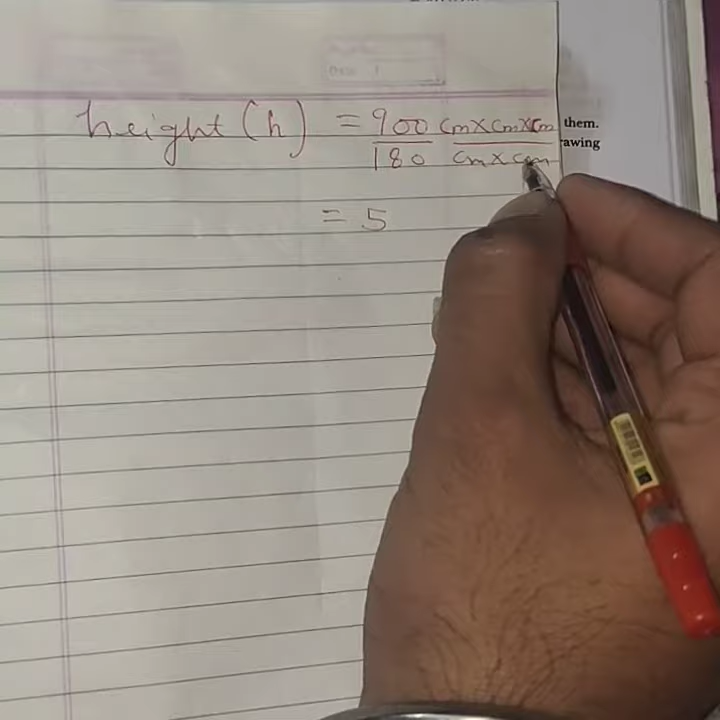 height (h) = 900 cm x cm x cm
180 cm x cm
= 5
them.
awing